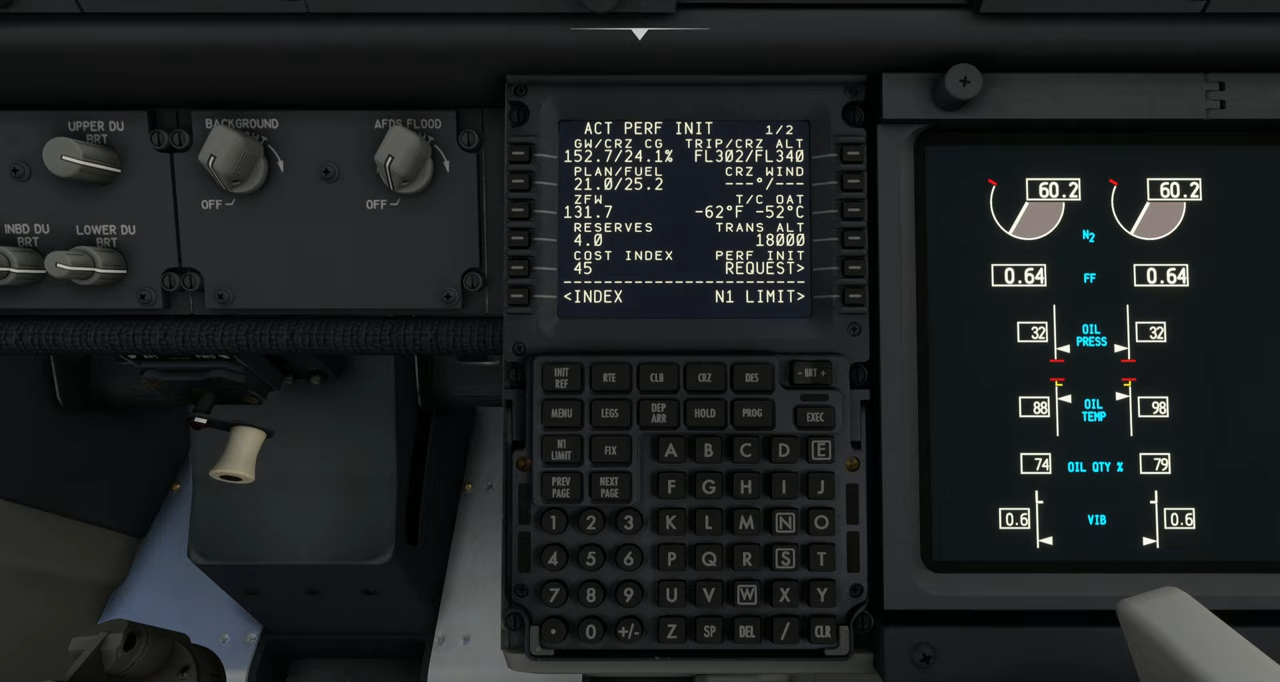 UPPER DU
BRT
BACKGROUND
AFDS FLOOD
OFF
OFF
INBD DU
BRT
LOWER DU
BRT
ACT PERF INIT 1/2
GW/CRZ CG TRIP/CRZ ALT
152.7/24.1% FL302/FL340
PLAN/FUEL CRZ WIND
21.0/25.2 ---°/---
ZFW T/C OAT
131.7 -62°F -52°C
RESERVES TRANS ALT
4.0 18000
COST INDEX PERF INIT
45 REQUEST>
--------------------------
<INDEX N1 LIMIT>
INIT
REF
RTE
CLB
CRZ
DES
- BRT +
MENU
LEGS
DEP
ARR
HOLD
PROG
EXEC
N1
LIMIT
FIX
A B C D E
PREV
PAGE
NEXT
PAGE
F G H I J
1 2 3 K L M N O
4 5 6 P Q R S T
7 8 9 U V W X Y
. 0 +/- Z SP DEL / CLR
60.2 60.2
N2
0.64 FF 0.64
32 OIL PRESS 32
88 OIL TEMP 98
74 OIL QTY % 79
0.6 VIB 0.6